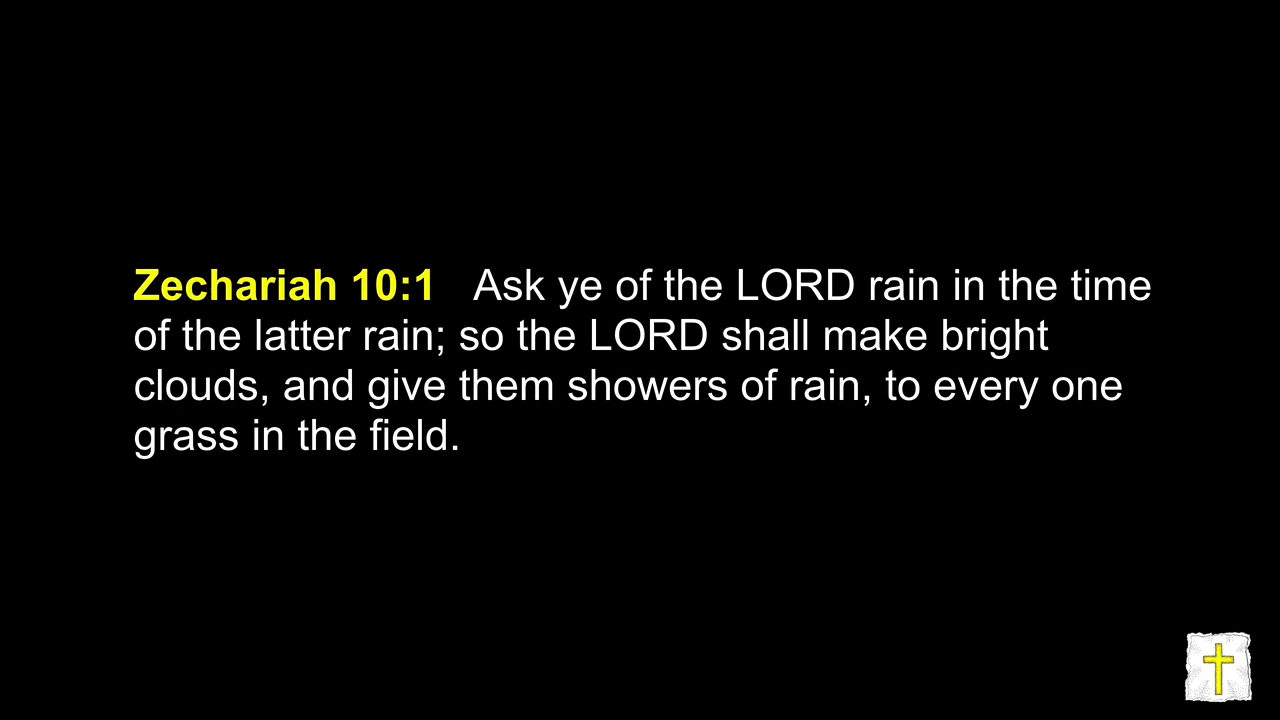 Zechariah 10:1 Ask ye of the LORD rain in the time
of the latter rain; so the LORD shall make bright
clouds, and give them showers of rain, to every one
grass in the field.